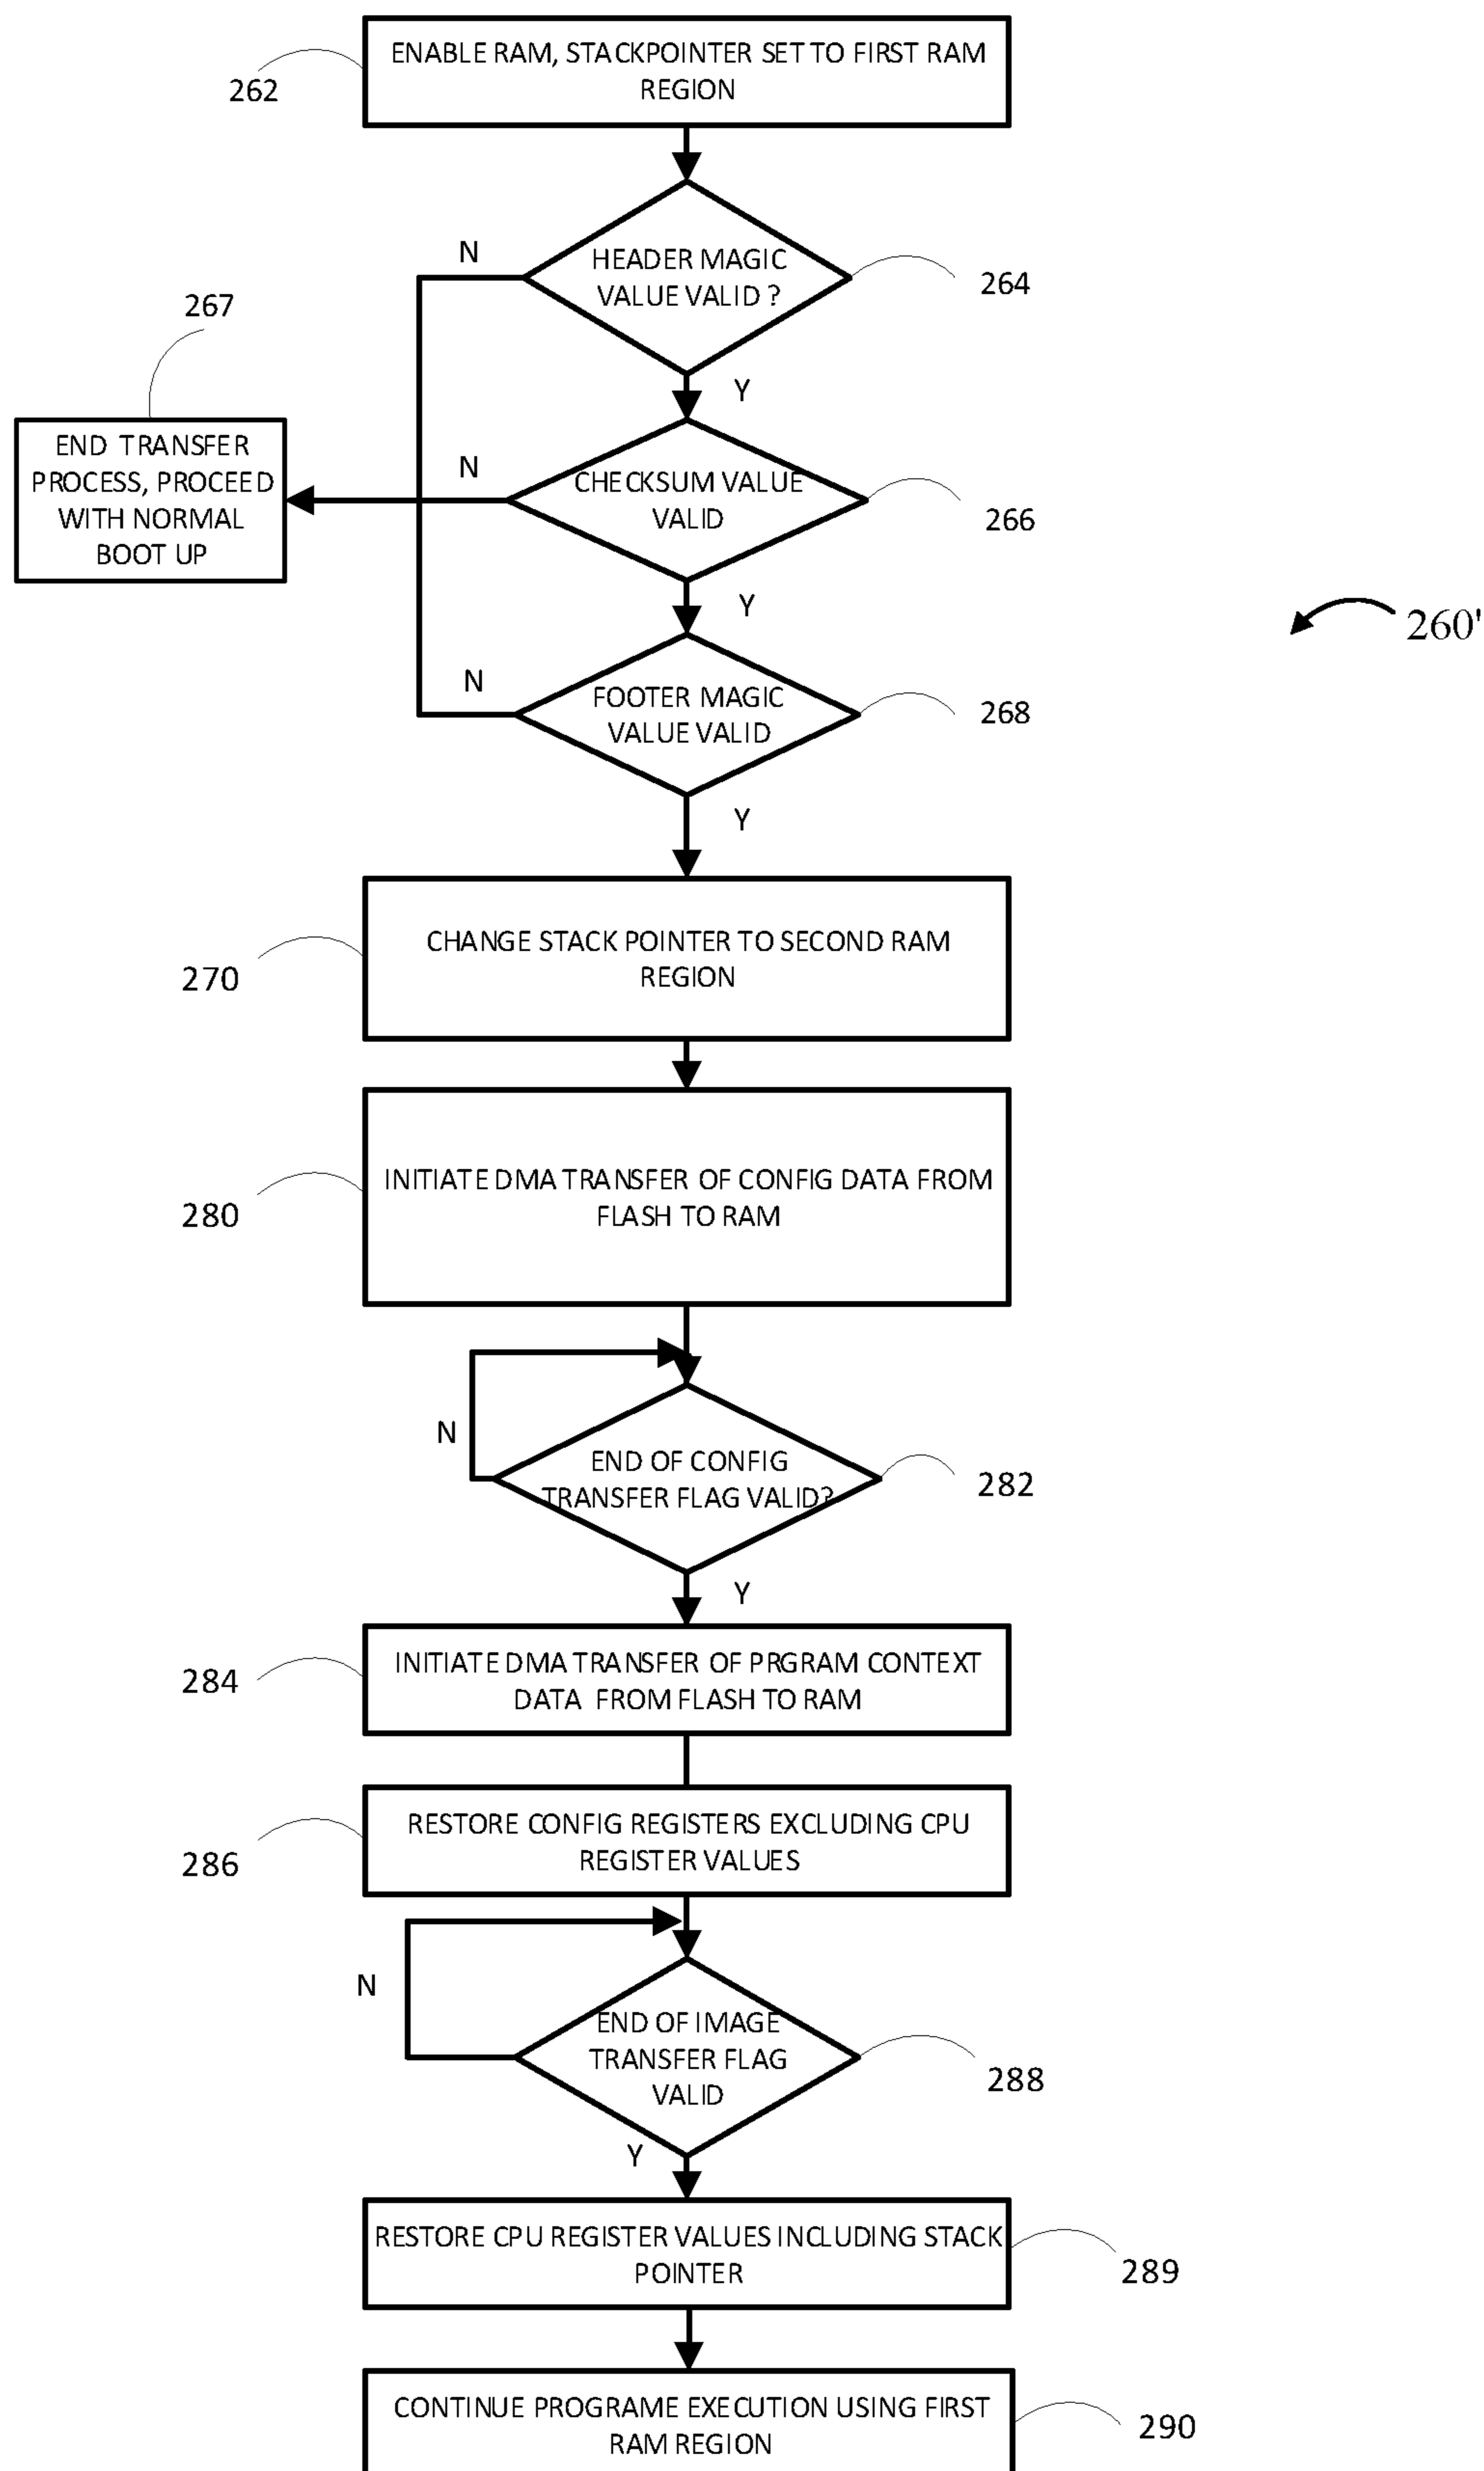 ENABLE RAM, STACKPOINTER SET TO FIRST RAM
REGION
262
N
HEADER MAGIC
VALUE VALID ?
264
267
Y
END TRANSFER
PROCESS, PROCEED
WITH NORMAL
BOOT UP
N
CHECKSUM VALUE
VALID
266
Y
260'
N
FOOTER MAGIC
VALUE VALID
268
Y
CHANGE STACK POINTER TO SECOND RAM
REGION
270
INITIATE DMA TRANSFER OF CONFIG DATA FROM
FLASH TO RAM
280
N
END OF CONFIG
TRANSFER FLAG VALID?
282
Y
INITIATE DMA TRANSFER OF PRGRAM CONTEXT
DATA FROM FLASH TO RAM
284
RESTORE CONFIG REGISTERS EXCLUDING CPU
REGISTER VALUES
286
N
END OF IMAGE
TRANSFER FLAG
VALID
288
Y
RESTORE CPU REGISTER VALUES INCLUDING STACK
POINTER
289
CONTINUE PROGRAME EXECUTION USING FIRST
RAM REGION
290